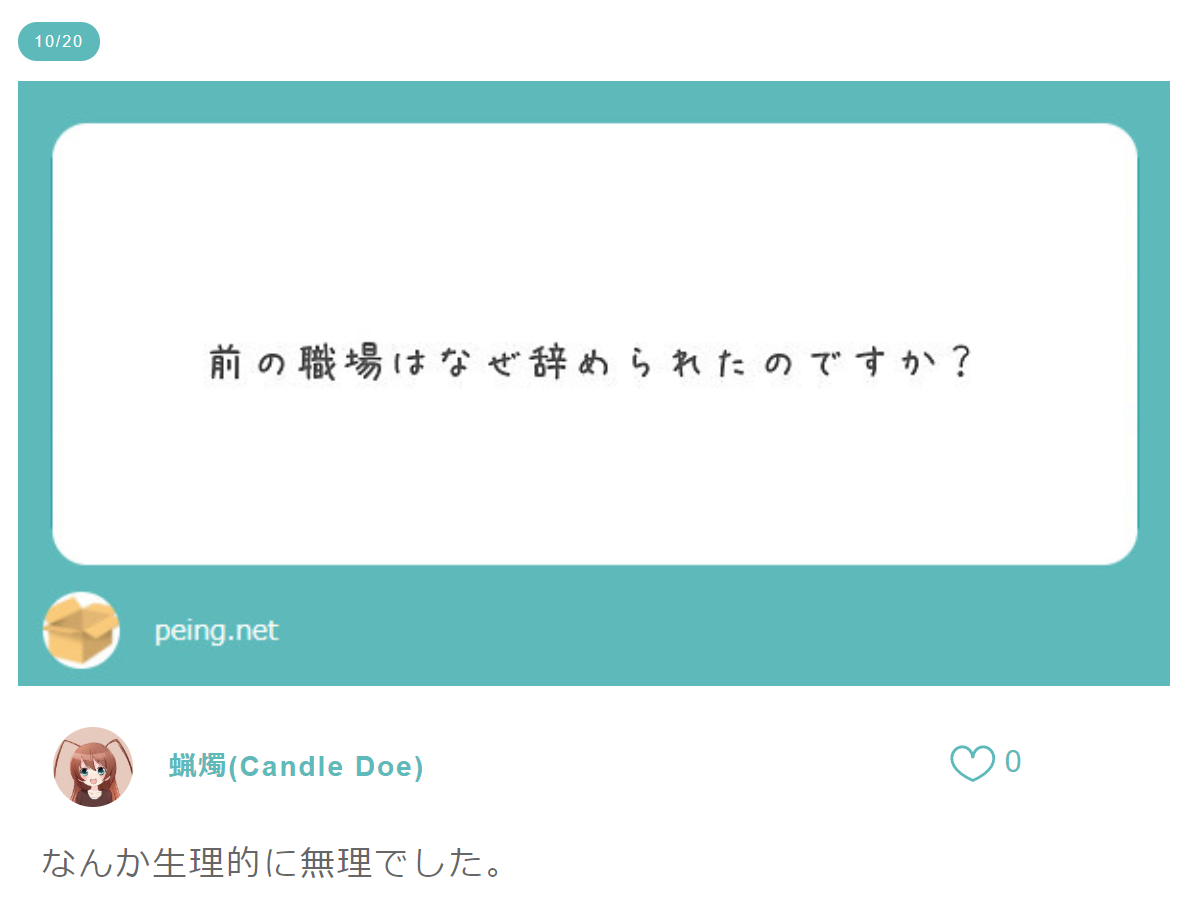 10/20
前の職場はなぜ辞められたのですか？
peing.net
蝋燭(Candle Doe)
0
なんか生理的に無理でした。